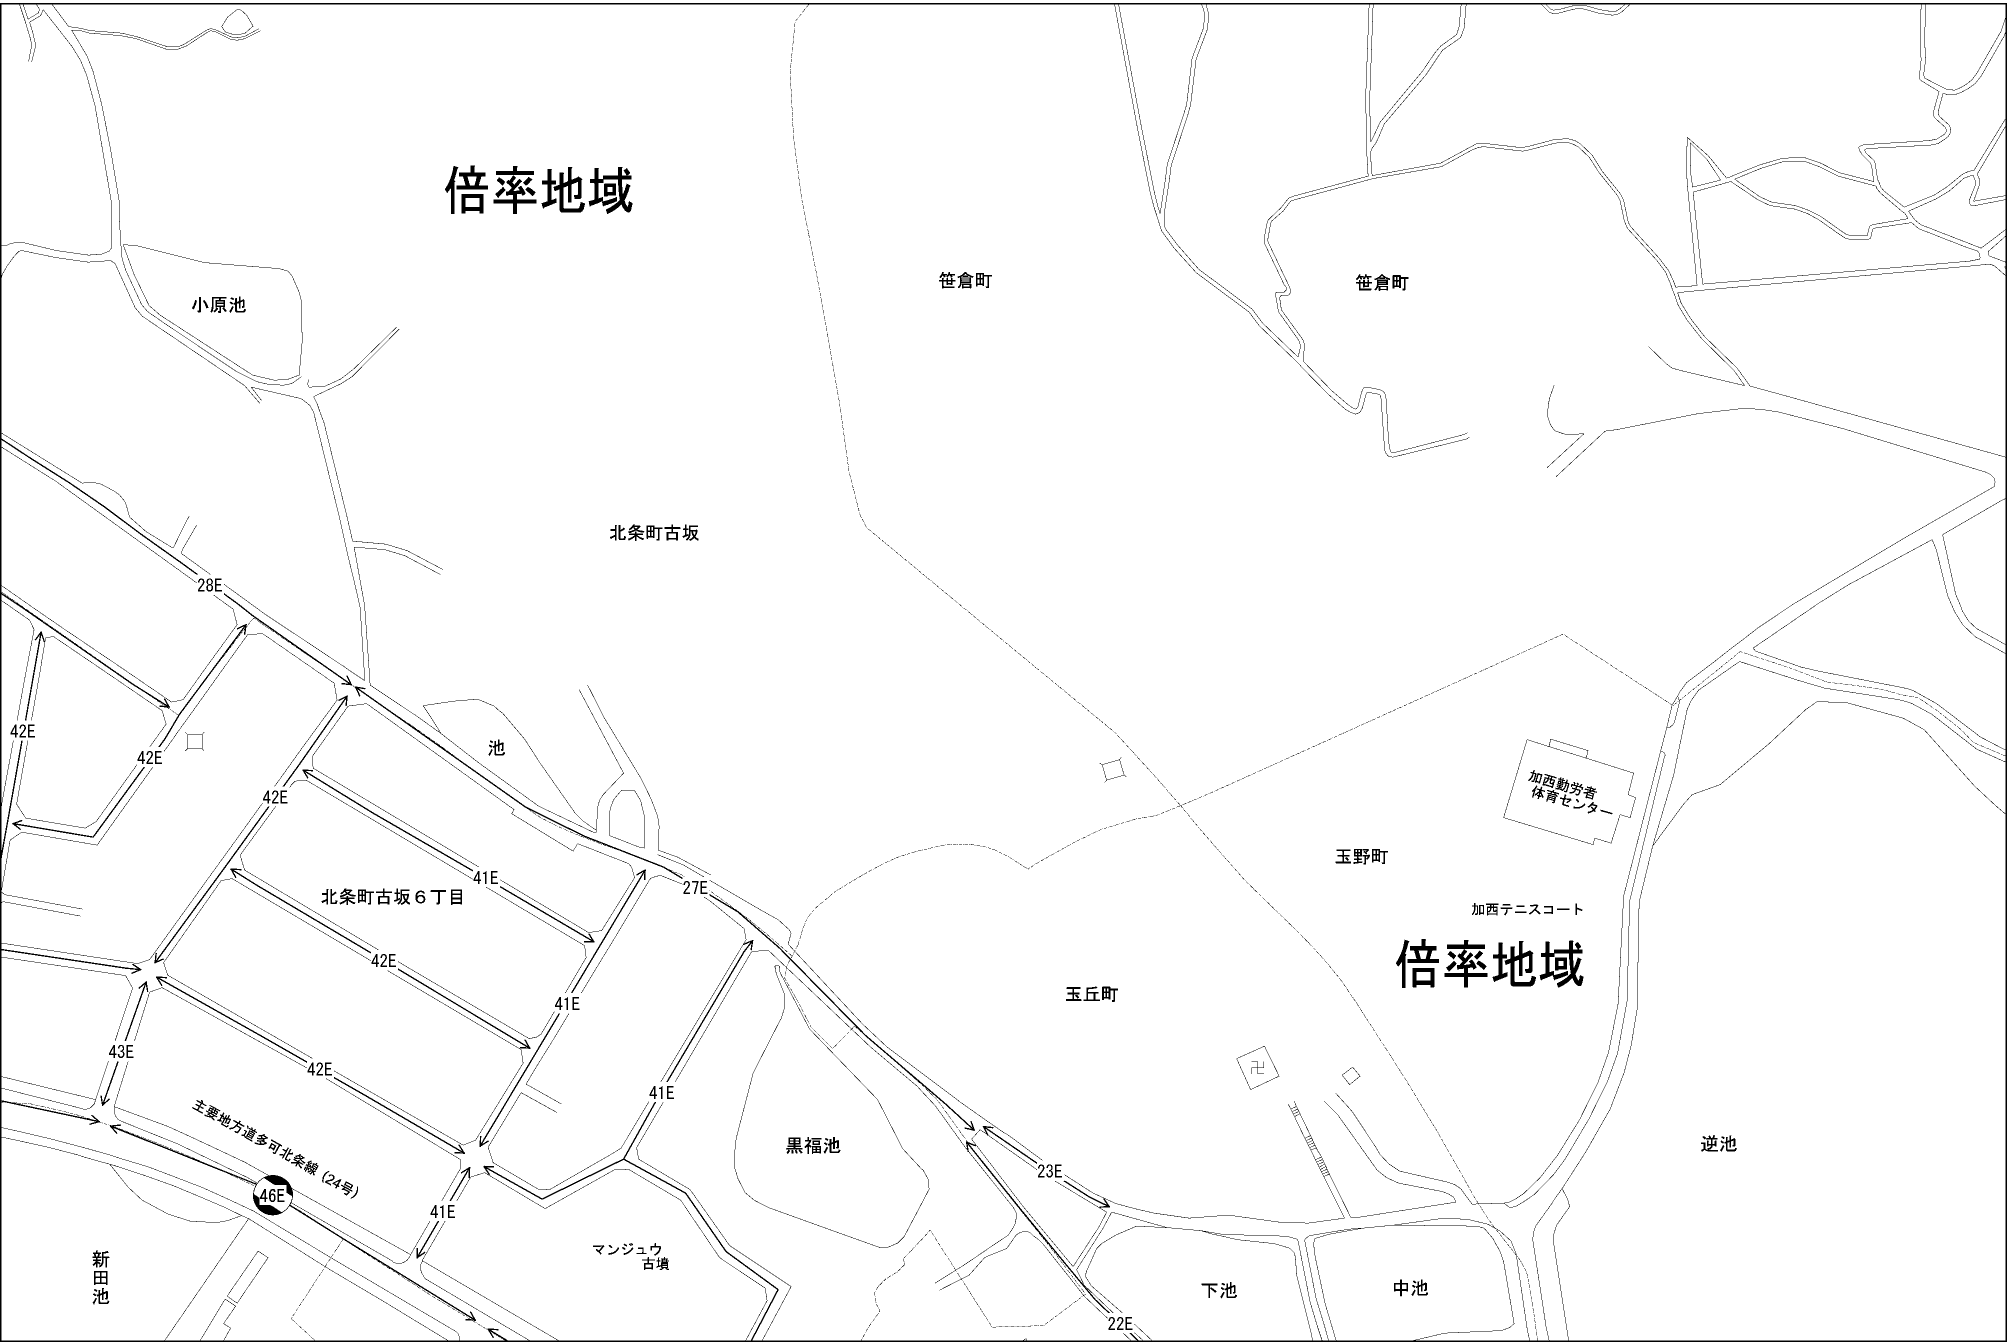 倍率地域
笹倉町
笹倉町
小原池
北条町古坂
28E
42E
42E
池
42E
加西勤労者
体育センター
玉野町
41E
27E
北条町古坂６丁目
加西テニスコート
倍率地域
42E
玉丘町
41E
43E
42E
41E
主要地方道多可北条線（24号）
黒福池
逆池
23E
46E
41E
マンジュウ
古墳
新田池
下池
中池
22E